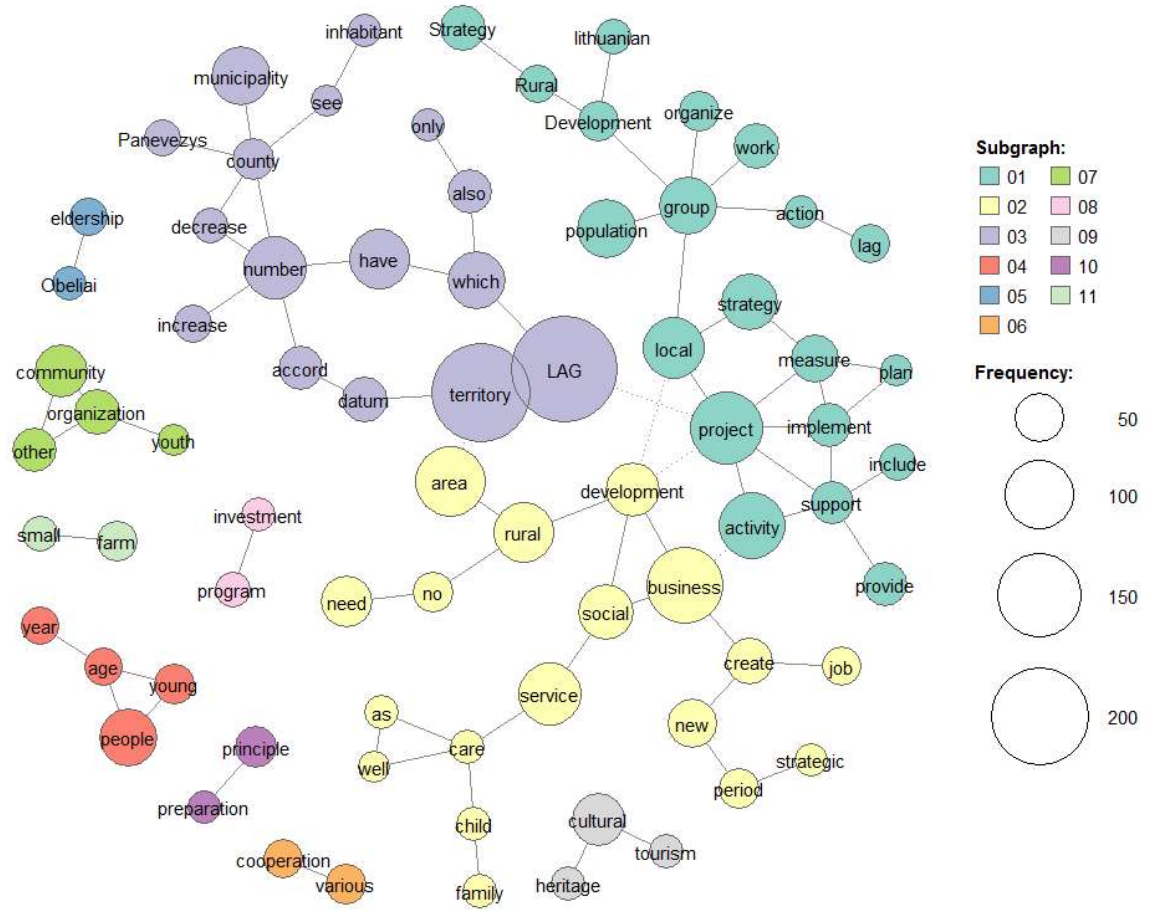 inhabitant
Strategy
lithuanian
municipality
see
Rural
organize
only
Development
Panevezys
work
county
also
eldership
decrease
group
action
population
lag
number
have
which
Obeliai
strategy
increase
local
measure
plan
accord
LAG
community
territory
datum
organization
project
implement
youth
other
include
area
development
support
investment
activity
small
farm
rural
program
no
business
provide
need
social
year
age
create
job
young
service
as
new
people
principle
care
well
strategic
period
preparation
cultural
child
tourism
cooperation
various
heritage
family
Subgraph:
01 07
02 08
03 09
04 10
05 11
06
Frequency:
50
100
150
200